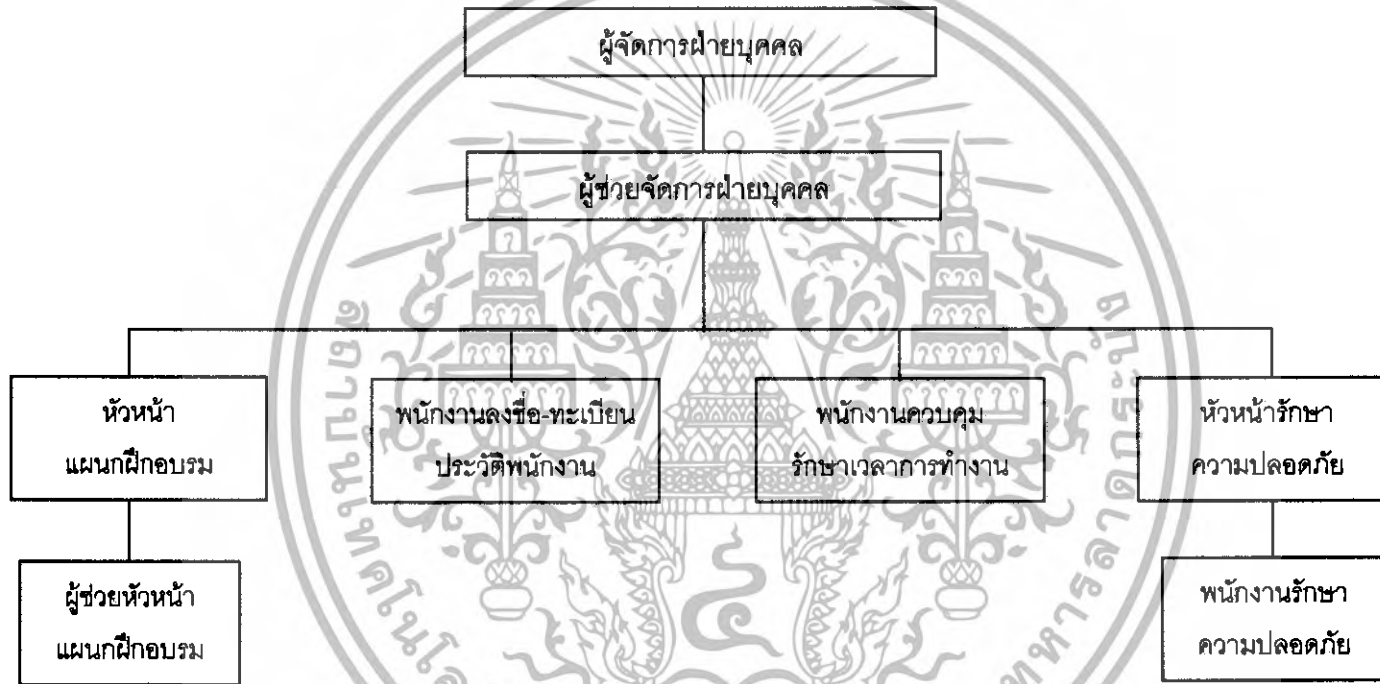 ผู้จัดการฝ่ายบุคคล
ผู้ช่วยจัดการฝ่ายบุคคล
หัวหน้า
แผนกฝึกอบรม
พนักงานลงชื่อ-ทะเบียน
ประวัติพนักงาน
พนักงานควบคุม
รักษาเวลาการทำงาน
หัวหน้ารักษา
ความปลอดภัย
ผู้ช่วยหัวหน้า
แผนกฝึกอบรม
พนักงานรักษา
ความปลอดภัย